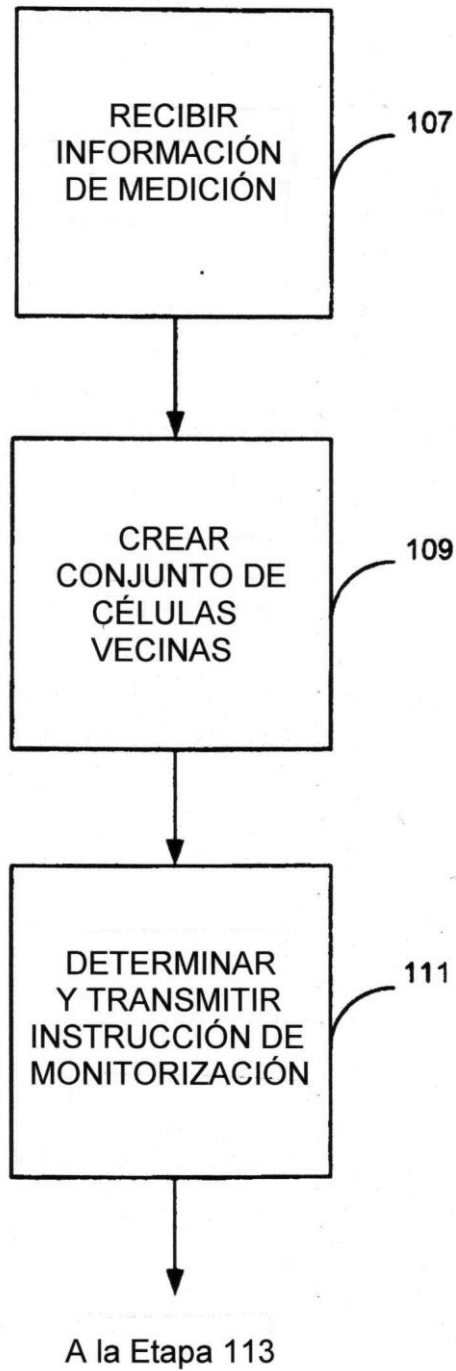 RECIBIR
INFORMACIÓN
DE MEDICIÓN
107
CREAR
CONJUNTO DE
CÉLULAS
VECINAS
109
DETERMINAR
Y TRANSMITIR
INSTRUCCIÓN DE
MONITORIZACIÓN
111
A la Etapa 113